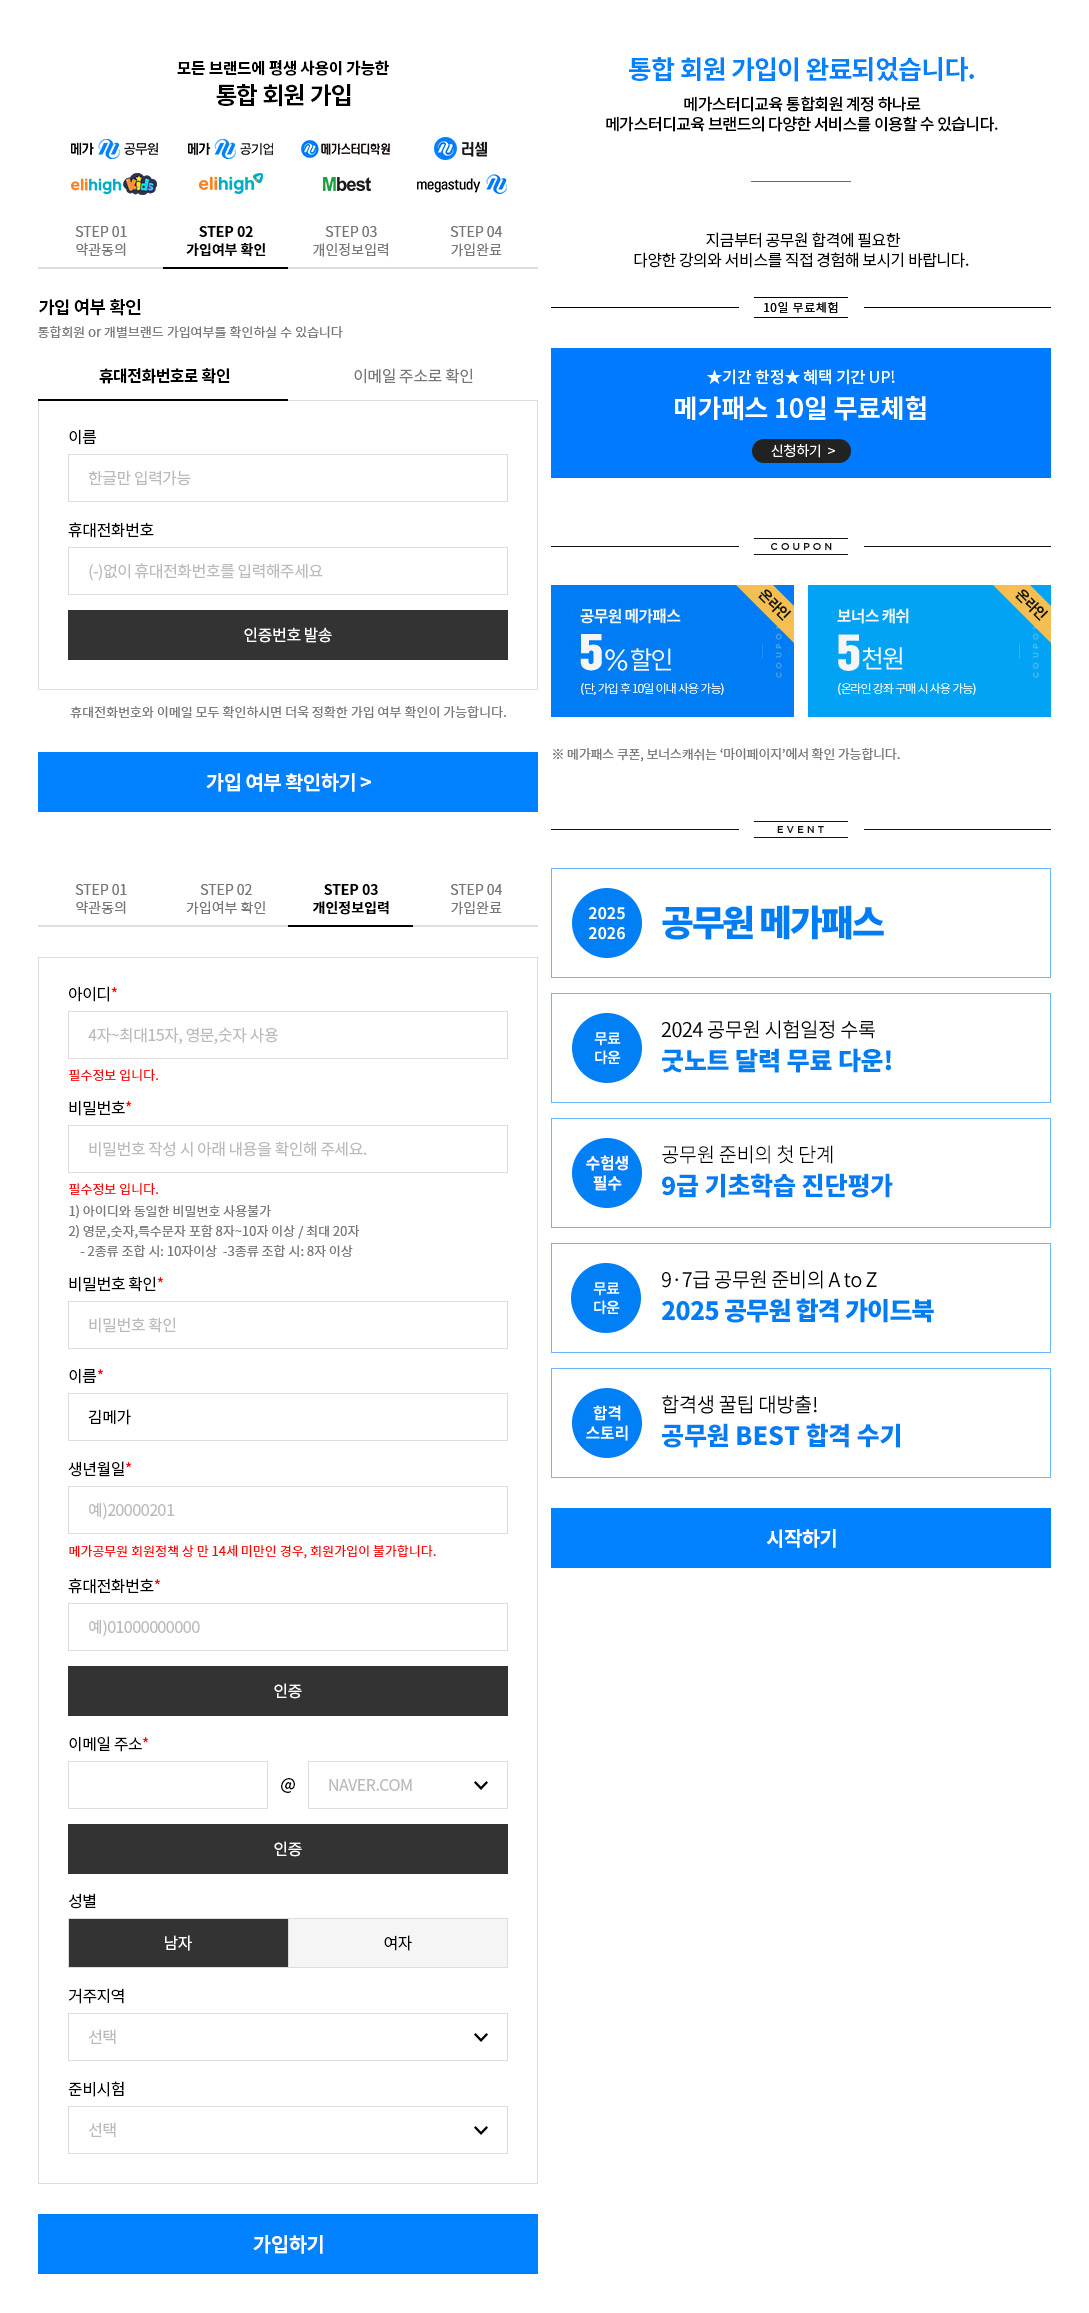 모든 브랜드에 평생 사용이 가능한
통합 회원 가입
메가 공무원
메가 공기업
메가스터디학원
러셀
elihigh Kids
elihigh
Mbest
megastudy
STEP 01
약관동의
STEP 02
가입여부 확인
STEP 03
개인정보입력
STEP 04
가입완료
가입 여부 확인
통합회원 or 개별브랜드 가입여부를 확인하실 수 있습니다
휴대전화번호로 확인
이메일 주소로 확인
이름
한글만 입력가능
휴대전화번호
(-)없이 휴대전화번호를 입력해주세요
인증번호 발송
휴대전화번호와 이메일 모두 확인하시면 더욱 정확한 가입 여부 확인이 가능합니다.
가입 여부 확인하기 >
STEP 01
약관동의
STEP 02
가입여부 확인
STEP 03
개인정보입력
STEP 04
가입완료
아이디*
4자~최대15자, 영문,숫자 사용
필수정보 입니다.
비밀번호*
비밀번호 작성 시 아래 내용을 확인해 주세요.
필수정보 입니다.
1) 아이디와 동일한 비밀번호 사용불가
2) 영문,숫자,특수문자 포함 8자~10자 이상 / 최대 20자
- 2종류 조합 시: 10자이상 -3종류 조합 시: 8자 이상
비밀번호 확인*
비밀번호 확인
이름*
김메가
생년월일*
예)20000201
메가공무원 회원정책 상 만 14세 미만인 경우, 회원가입이 불가합니다.
휴대전화번호*
예)01000000000
인증
이메일 주소*
@
NAVER.COM
인증
성별
남자
여자
거주지역
선택
준비시험
선택
가입하기
통합 회원 가입이 완료되었습니다.
메가스터디교육 통합회원 계정 하나로
메가스터디교육 브랜드의 다양한 서비스를 이용할 수 있습니다.
지금부터 공무원 합격에 필요한
다양한 강의와 서비스를 직접 경험해 보시기 바랍니다.
10일 무료체험
★기간 한정★ 혜택 기간 UP!
메가패스 10일 무료체험
신청하기 >
COUPON
공무원 메가패스
5% 할인
(단, 가입 후 10일 이내 사용 가능)
온라인
COUPON
보너스 캐쉬
5천원
(온라인 강좌 구매 시 사용 가능)
온라인
COUPON
※ 메가패스 쿠폰, 보너스캐쉬는 ‘마이페이지’에서 확인 가능합니다.
EVENT
2025
2026
공무원 메가패스
무료
다운
2024 공무원 시험일정 수록
굿노트 달력 무료 다운!
수험생
필수
공무원 준비의 첫 단계
9급 기초학습 진단평가
무료
다운
9·7급 공무원 준비의 A to Z
2025 공무원 합격 가이드북
합격
스토리
합격생 꿀팁 대방출!
공무원 BEST 합격 수기
시작하기